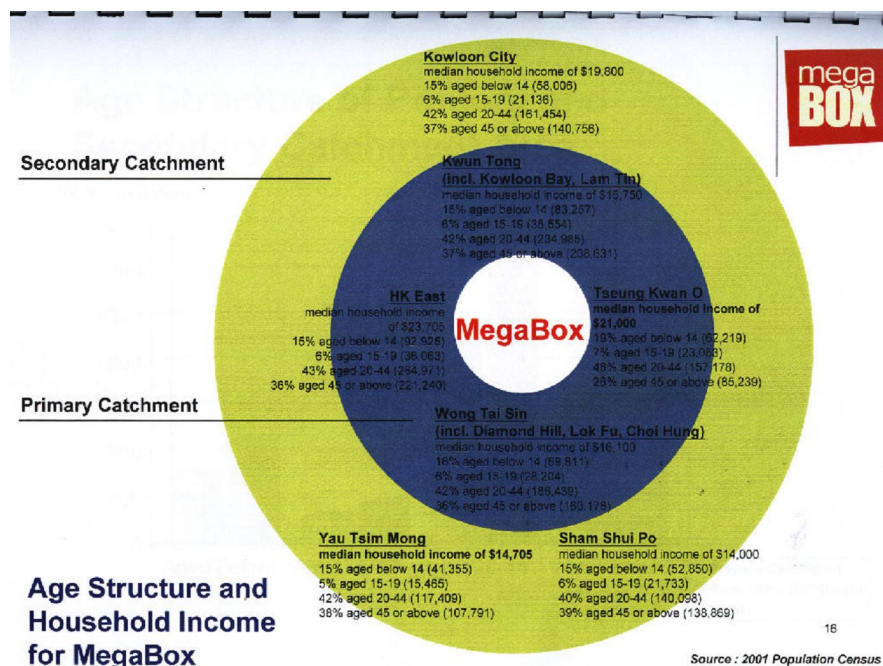 Kowloon City
median household income of $19,800
15% aged below 14 (58,006)
6% aged 15-19 (21,136)
42% aged 20-44 (161,454)
37% aged 45 or above (140,756)
mega
BOX
Secondary Catchment
Kwun Tong
(incl. Kowloon Bay, Lam Tin)
median household income of $15,750
15% aged below 14 (83,257)
6% aged 15-19
42% aged 20-44 (234,985)
37% aged 45 or above (208,631)
HK East
median household income
of $23,705
15% aged below 14 (92,925)
6% aged 15-19 (36,063)
43% aged 20-44 (264,971)
36% aged 45 or above (221,240)
MegaBox
Tseung Kwan O
median household income of
$21,000
19% aged below 14 (62,219)
7% aged 15-19
48% aged 20-44 (157,178)
26% aged 45 or above (85,239)
Primary Catchment
Wong Tai Sin
(incl. Diamond Hill, Lok Fu, Choi Hung)
median household income of $16,100
16% aged below 14 (69,811)
6% aged 15-19 (28,204)
42% aged 20-44 (186,439)
36% aged 45 or above (160,178)
Yau Tsim Mong
median household income of $14,705
15% aged below 14 (41,355)
5% aged 15-19 (15,465)
42% aged 20-44 (117,409)
38% aged 45 or above (107,791)
Sham Shui Po
median household income of $14,000
15% aged below 14 (52,850)
6% aged 15-19 (21,733)
40% aged 20-44 (140,098)
39% aged 45 or above (138,869)
Age Structure and
Household Income
for MegaBox
16
Source : 2001 Population Census